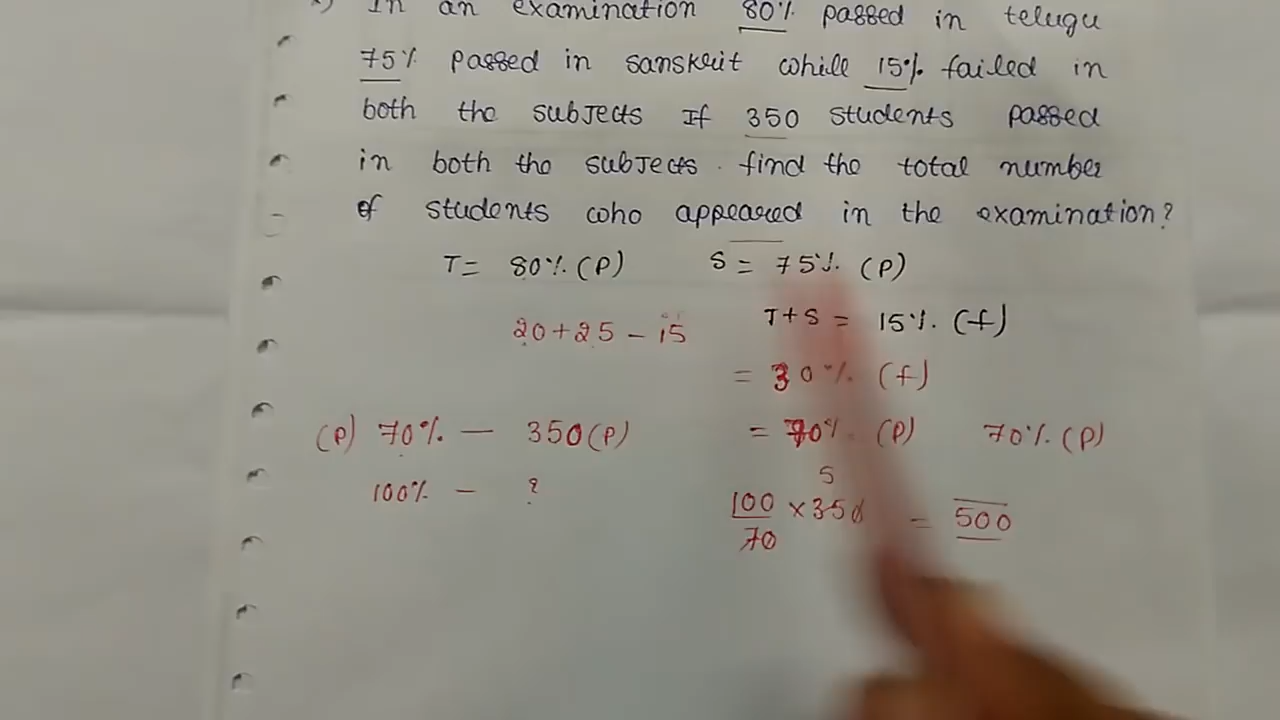 In an examination 80% passed in telugu
75% passed in sanskrit while 15% failed in
both the subjects If 350 students passed
in both the subjects. find the total number
of students who appeared in the examination?
T = 80% (P) S = 75% (P)
T+S = 15% (f)
20 + 25 - 15
= 30% (f)
(P) 70% - 350 (P) = 70% (P) 70% (P)
100% - ?
5
100/70 × 350 = 500